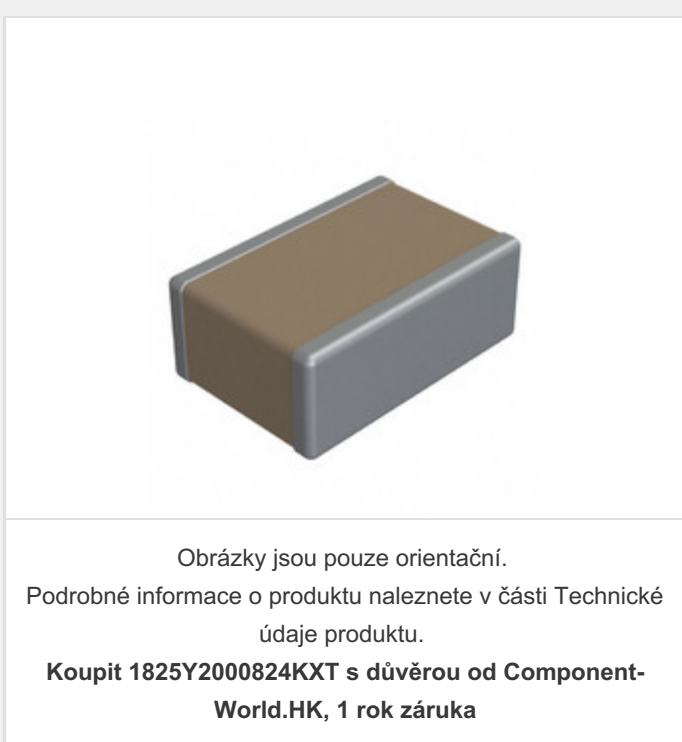 Obrázky jsou pouze orientační.
Podrobné informace o produktu naleznete v části Technické
údaje produktu.
Koupit 1825Y2000824KXT s důvěrou od Component-
World.HK, 1 rok záruka